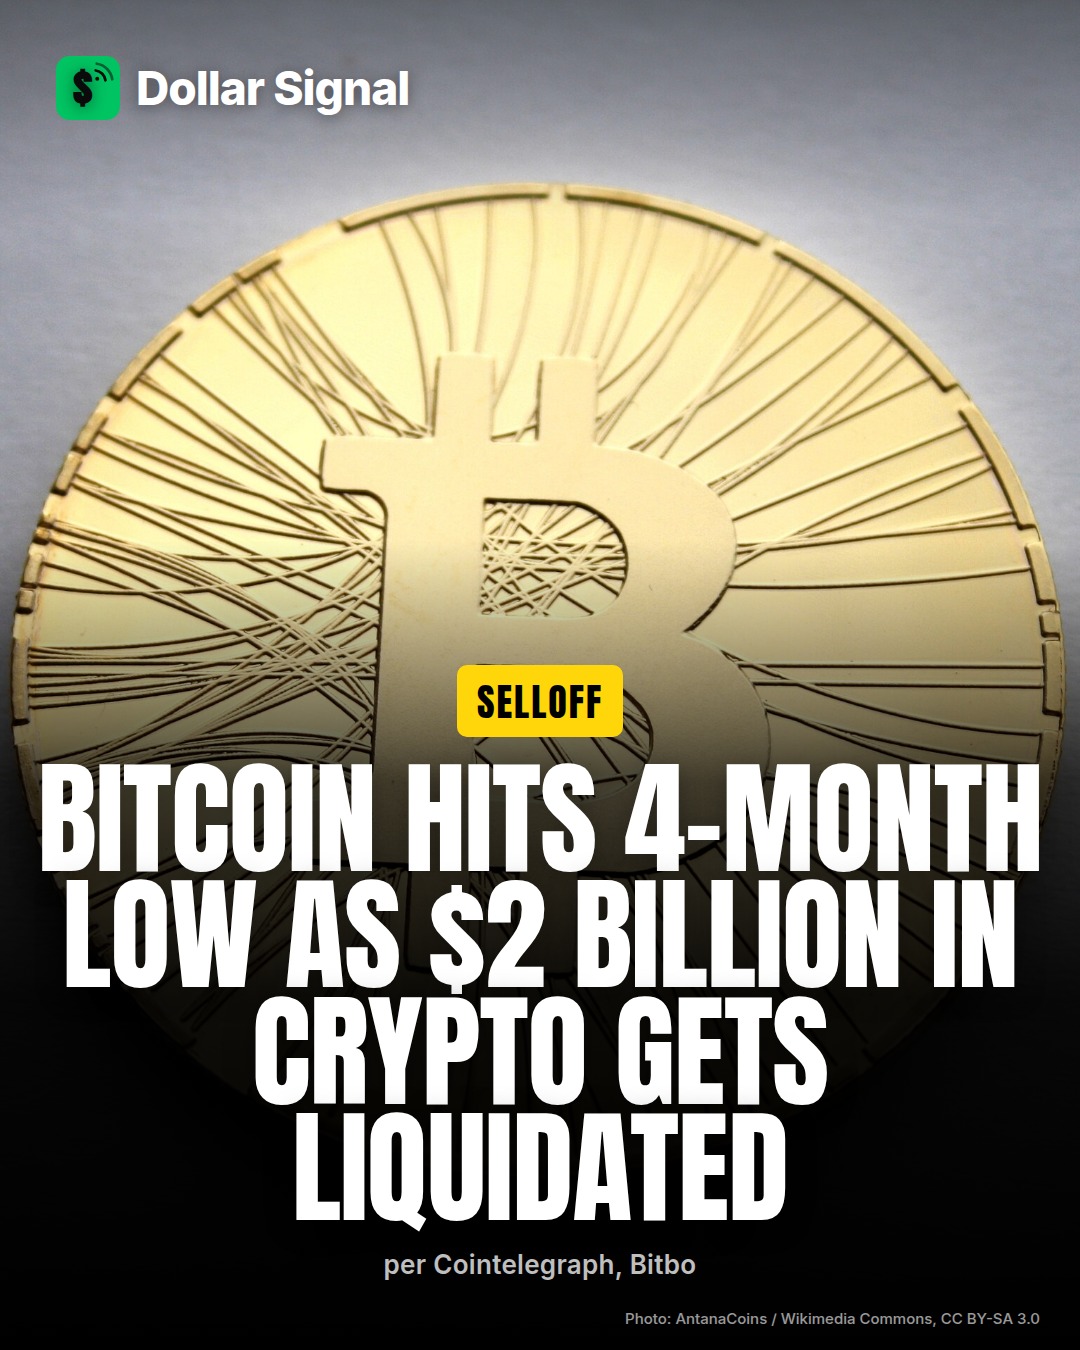 Dollar Signal
SELLOFF
BITCOIN HITS 4-MONTH
LOW AS $2 BILLION IN
CRYPTO GETS
LIQUIDATED
per Cointelegraph, Bitbo
Photo: AntanaCoins / Wikimedia Commons, CC BY-SA 3.0